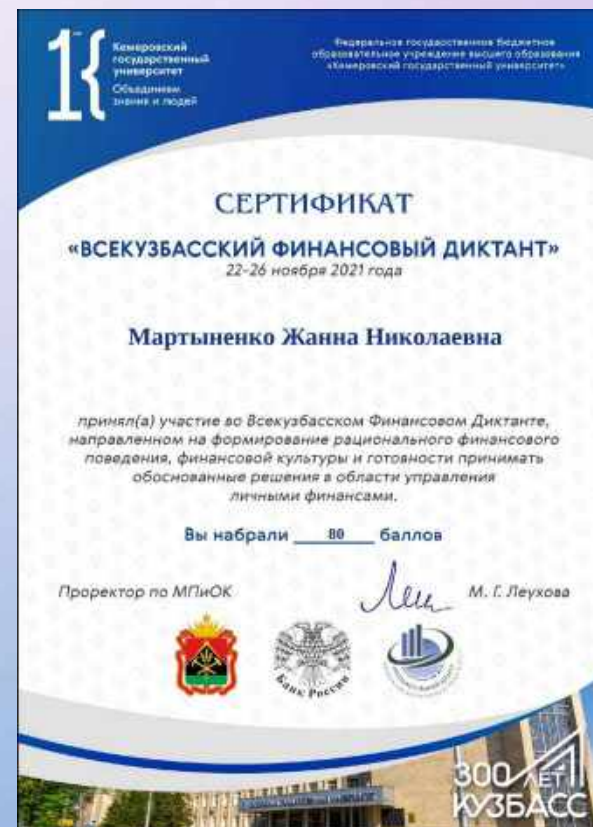 Кемеровский
государственный
университет
Объединяем
знания и людей
Федеральное государственное бюджетное
образовательное учреждение высшего образования
«Кемеровский государственный университет»
СЕРТИФИКАТ
«ВСЕКУЗБАССКИЙ ФИНАНСОВЫЙ ДИКТАНТ»
22-26 ноября 2021 года
Мартыненко Жанна Николаевна
принял(а) участие во Всекузбасском Финансовом Диктанте,
направленном на формирование рационального финансового
поведения, финансовой культуры и готовности принимать
обоснованные решения в области управления
личными финансами.
Вы набрали 80 баллов
Проректор по МПиОК
М. Г. Леухова
Банк России
300 ЛЕТ
КУЗБАСС